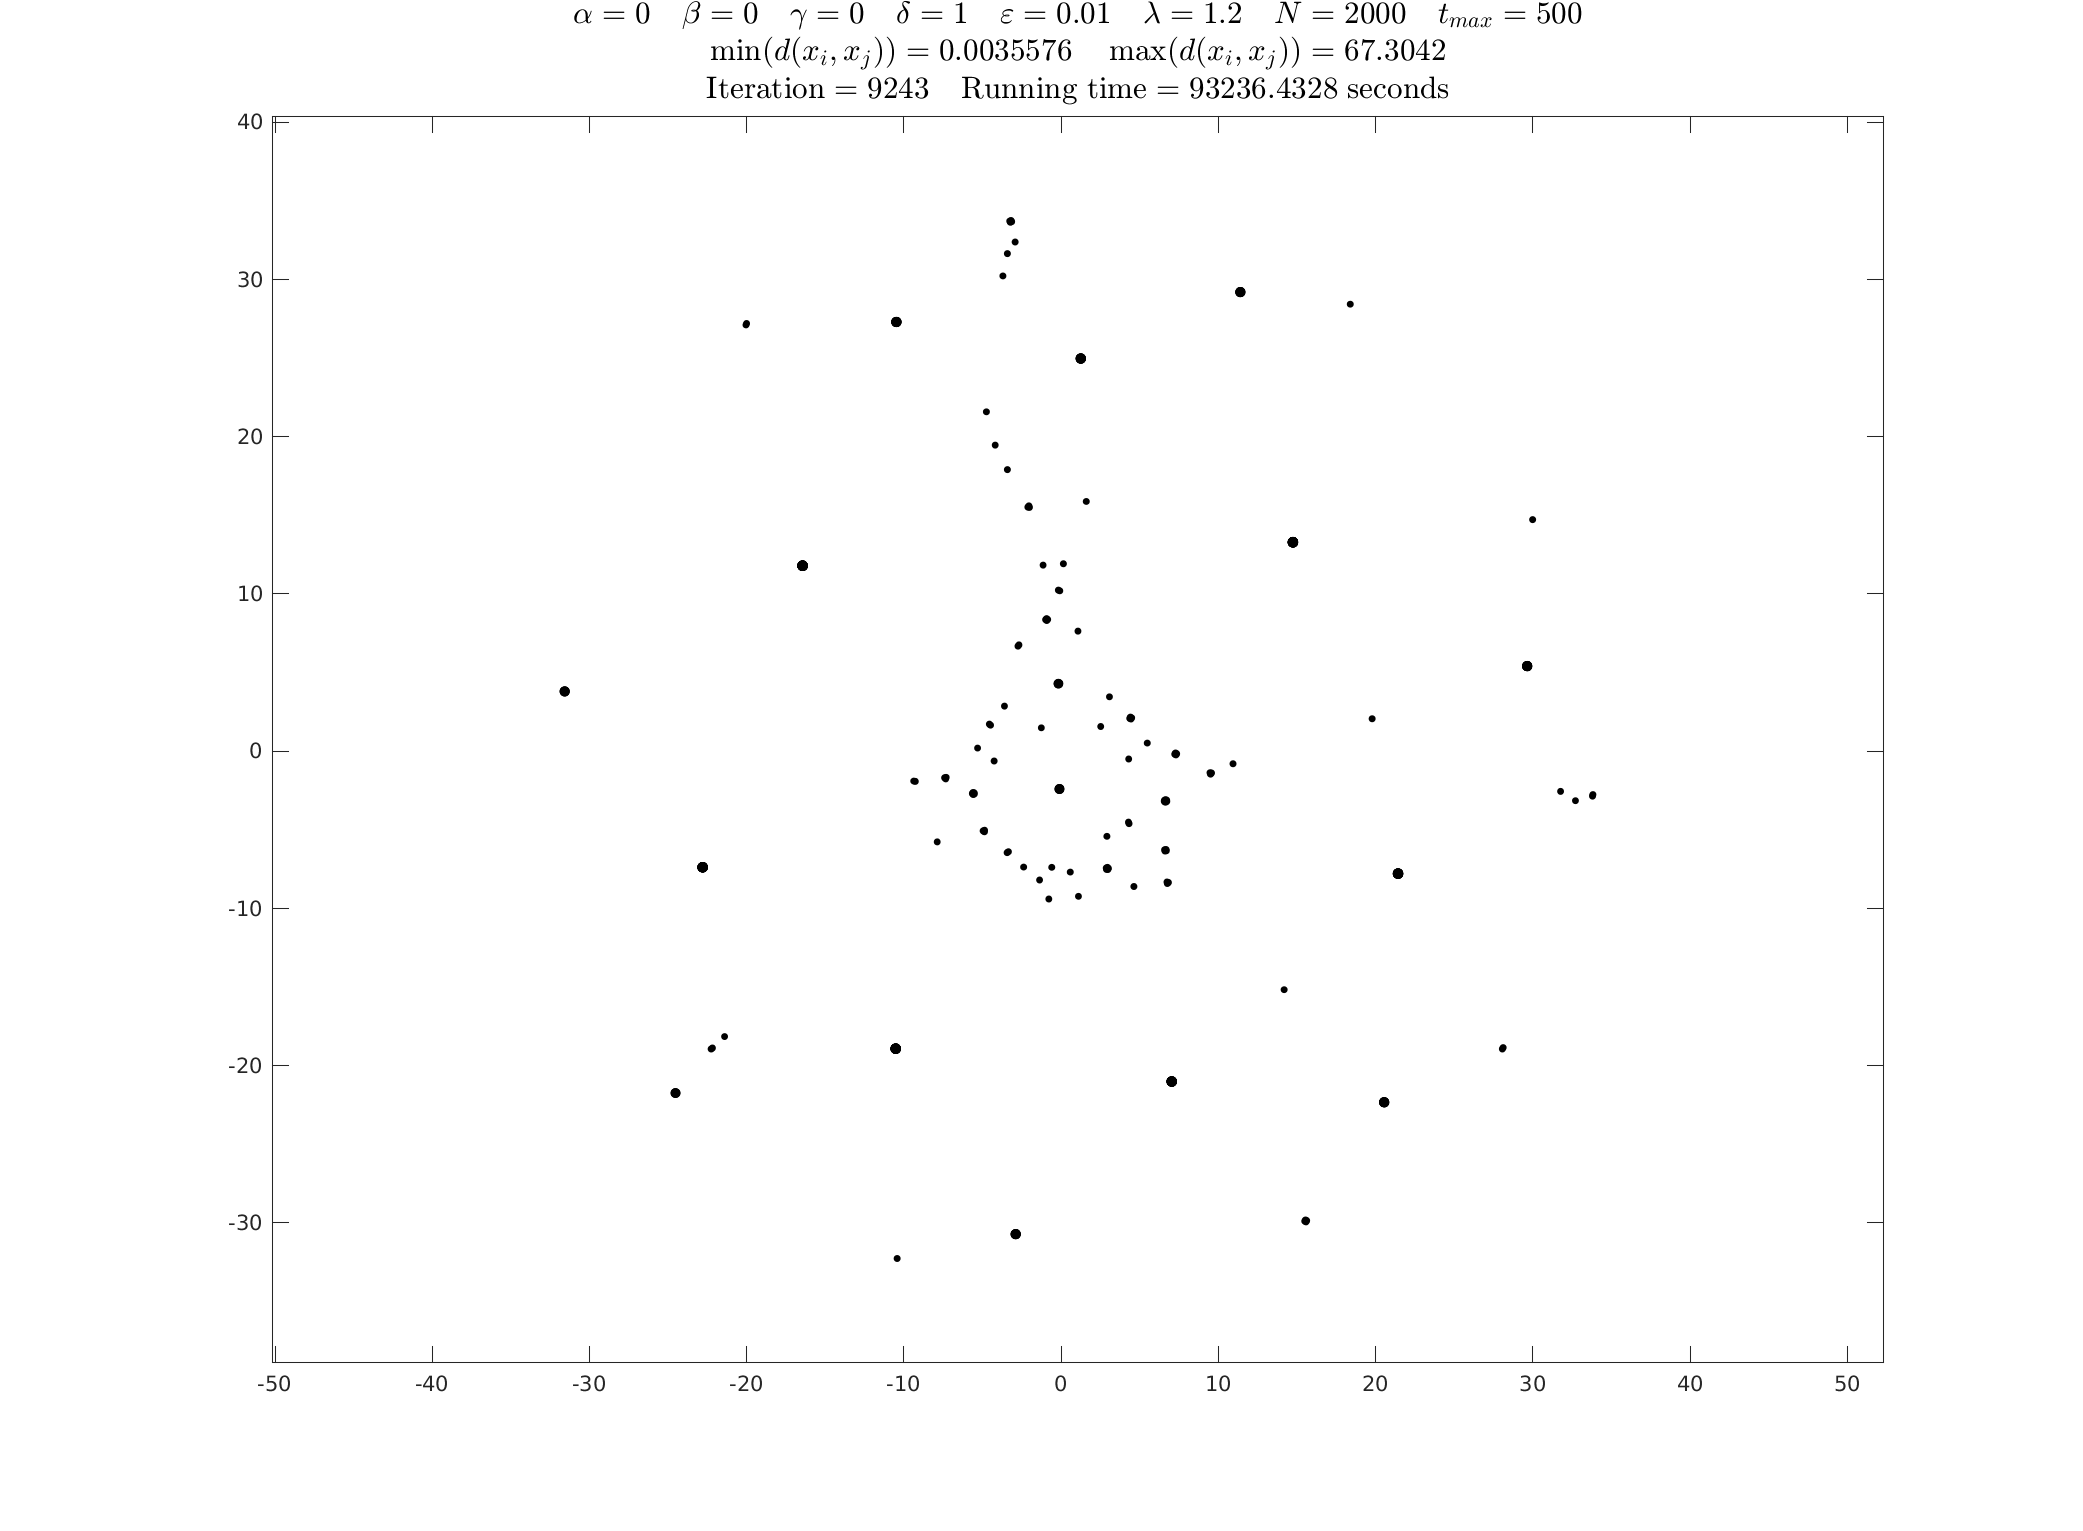 α = 0 β = 0 γ = 0 δ = 1 ε = 0.01 λ = 1.2 N = 2000 t_{max} = 500
min(d(x_i, x_j)) = 0.0035576 max(d(x_i, x_j)) = 67.3042
Iteration = 9243 Running time = 93236.4328 seconds
40
30
20
10
0
-10
-20
-30
-50 -40 -30 -20 -10 0 10 20 30 40 50